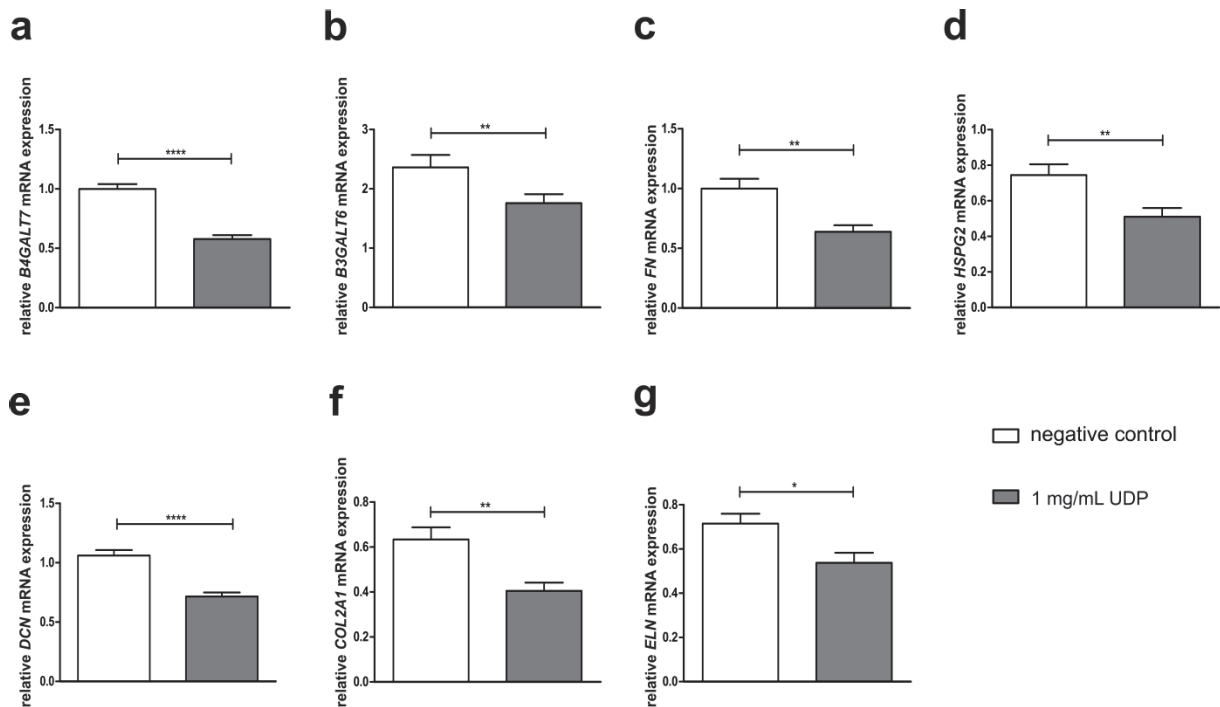 a
b
c
d
relative B4GALT7 mRNA expression
1.5
1.0
0.5
0.0
****
relative B3GALT6 mRNA expression
3
2
1
0
**
relative FN mRNA expression
1.5
1.0
0.5
0.0
**
relative HSPG2 mRNA expression
1.0
0.8
0.6
0.4
0.2
0.0
**
e
f
g
relative DCN mRNA expression
1.5
1.0
0.5
0.0
****
relative COL2A1 mRNA expression
0.8
0.6
0.4
0.2
0.0
**
relative ELN mRNA expression
0.8
0.6
0.4
0.2
0.0
*
negative control
1 mg/mL UDP